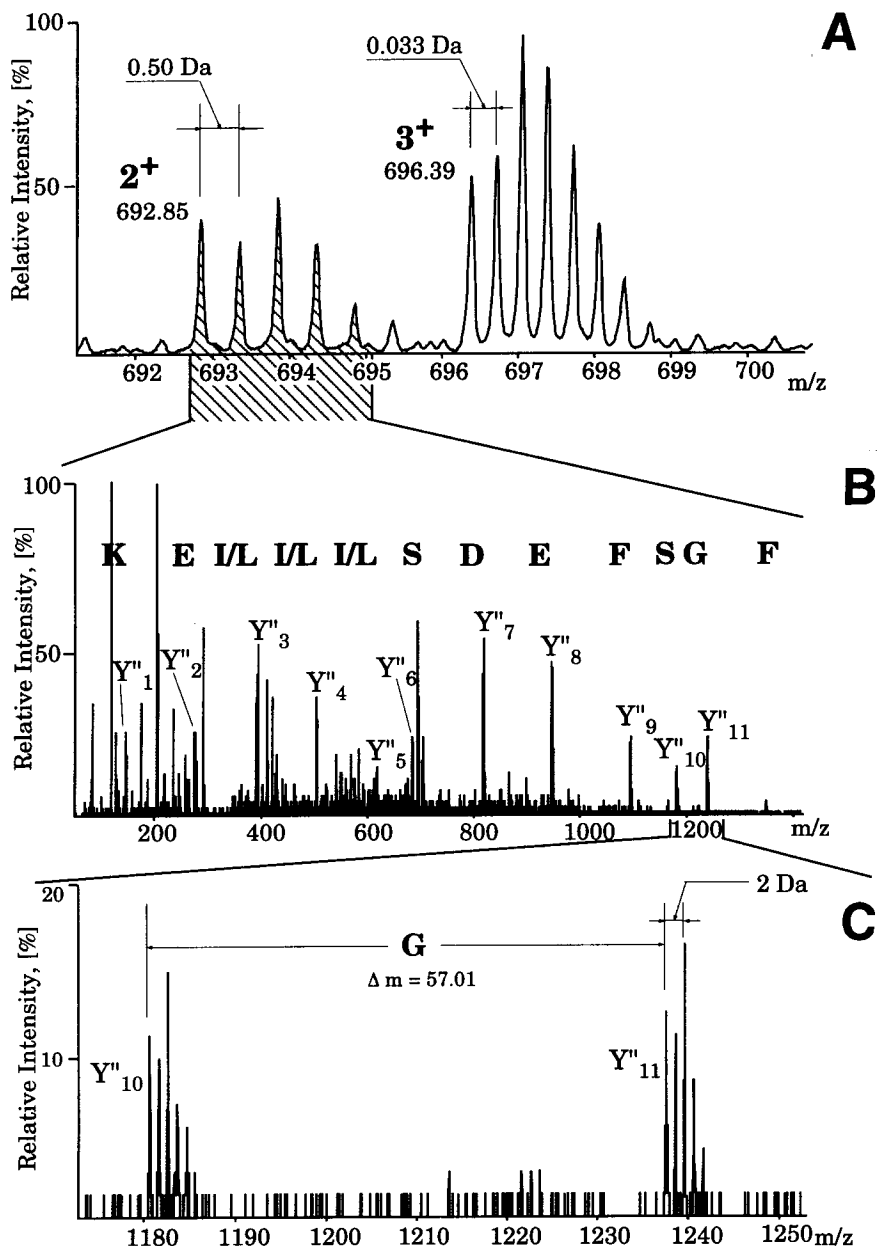 A
Relative Intensity, [%]
100
50
0.50 Da
0.033 Da
2+
692.85
3+
696.39
692 693 694 695 696 697 698 699 700 m/z
B
Relative Intensity, [%]
100
50
K E I/L I/L I/L S D E F S G F
Y"1 Y"2 Y"3 Y"4 Y"5 Y"6 Y"7 Y"8 Y"9 Y"10 Y"11
200 400 600 800 1000 1200 m/z
C
Relative Intensity, [%]
20
10
2 Da
G
Δ m = 57.01
Y"10
Y"11
1180 1190 1200 1210 1220 1230 1240 1250 m/z